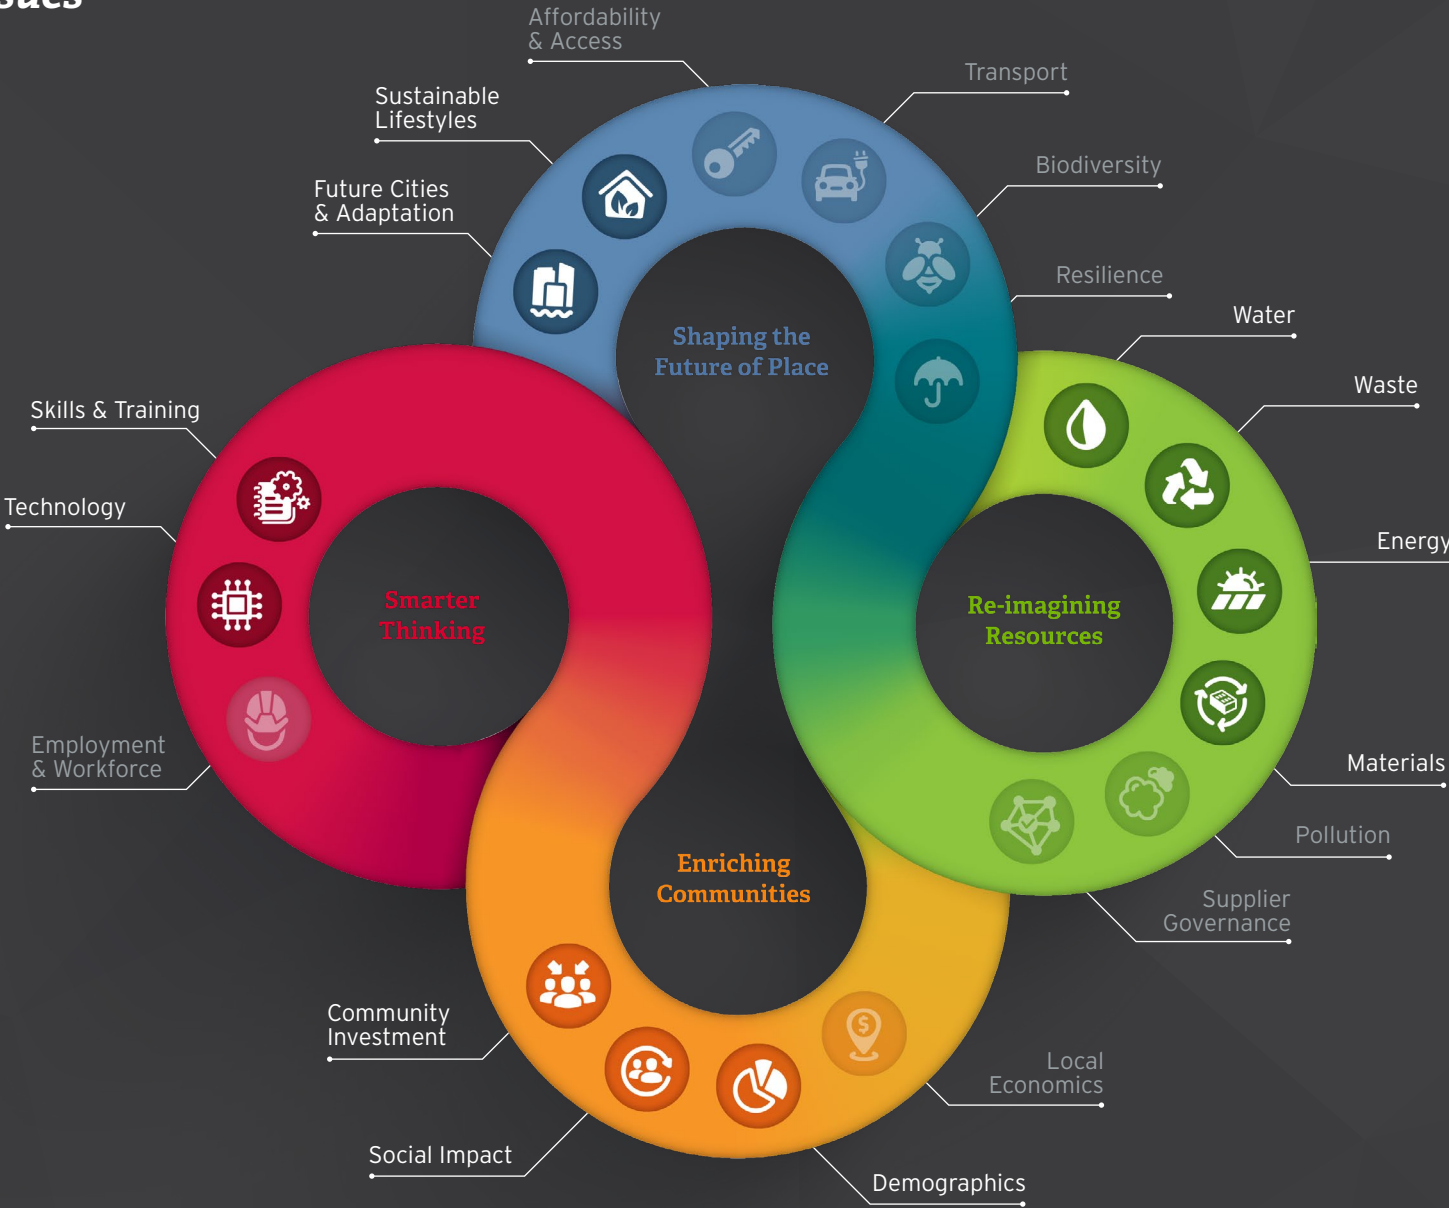 Affordability
& Access
Transport
Sustainable
Lifestyles
Biodiversity
Future Cities
& Adaptation
Resilience
Water
Shaping the
Future of Place
Waste
Skills & Training
Technology
Energy
Smarter
Thinking
Re-imagining
Resources
Employment
& Workforce
Materials
Pollution
Enriching
Communities
Supplier
Governance
Community
Investment
$
Local
Economics
Social Impact
Demographics